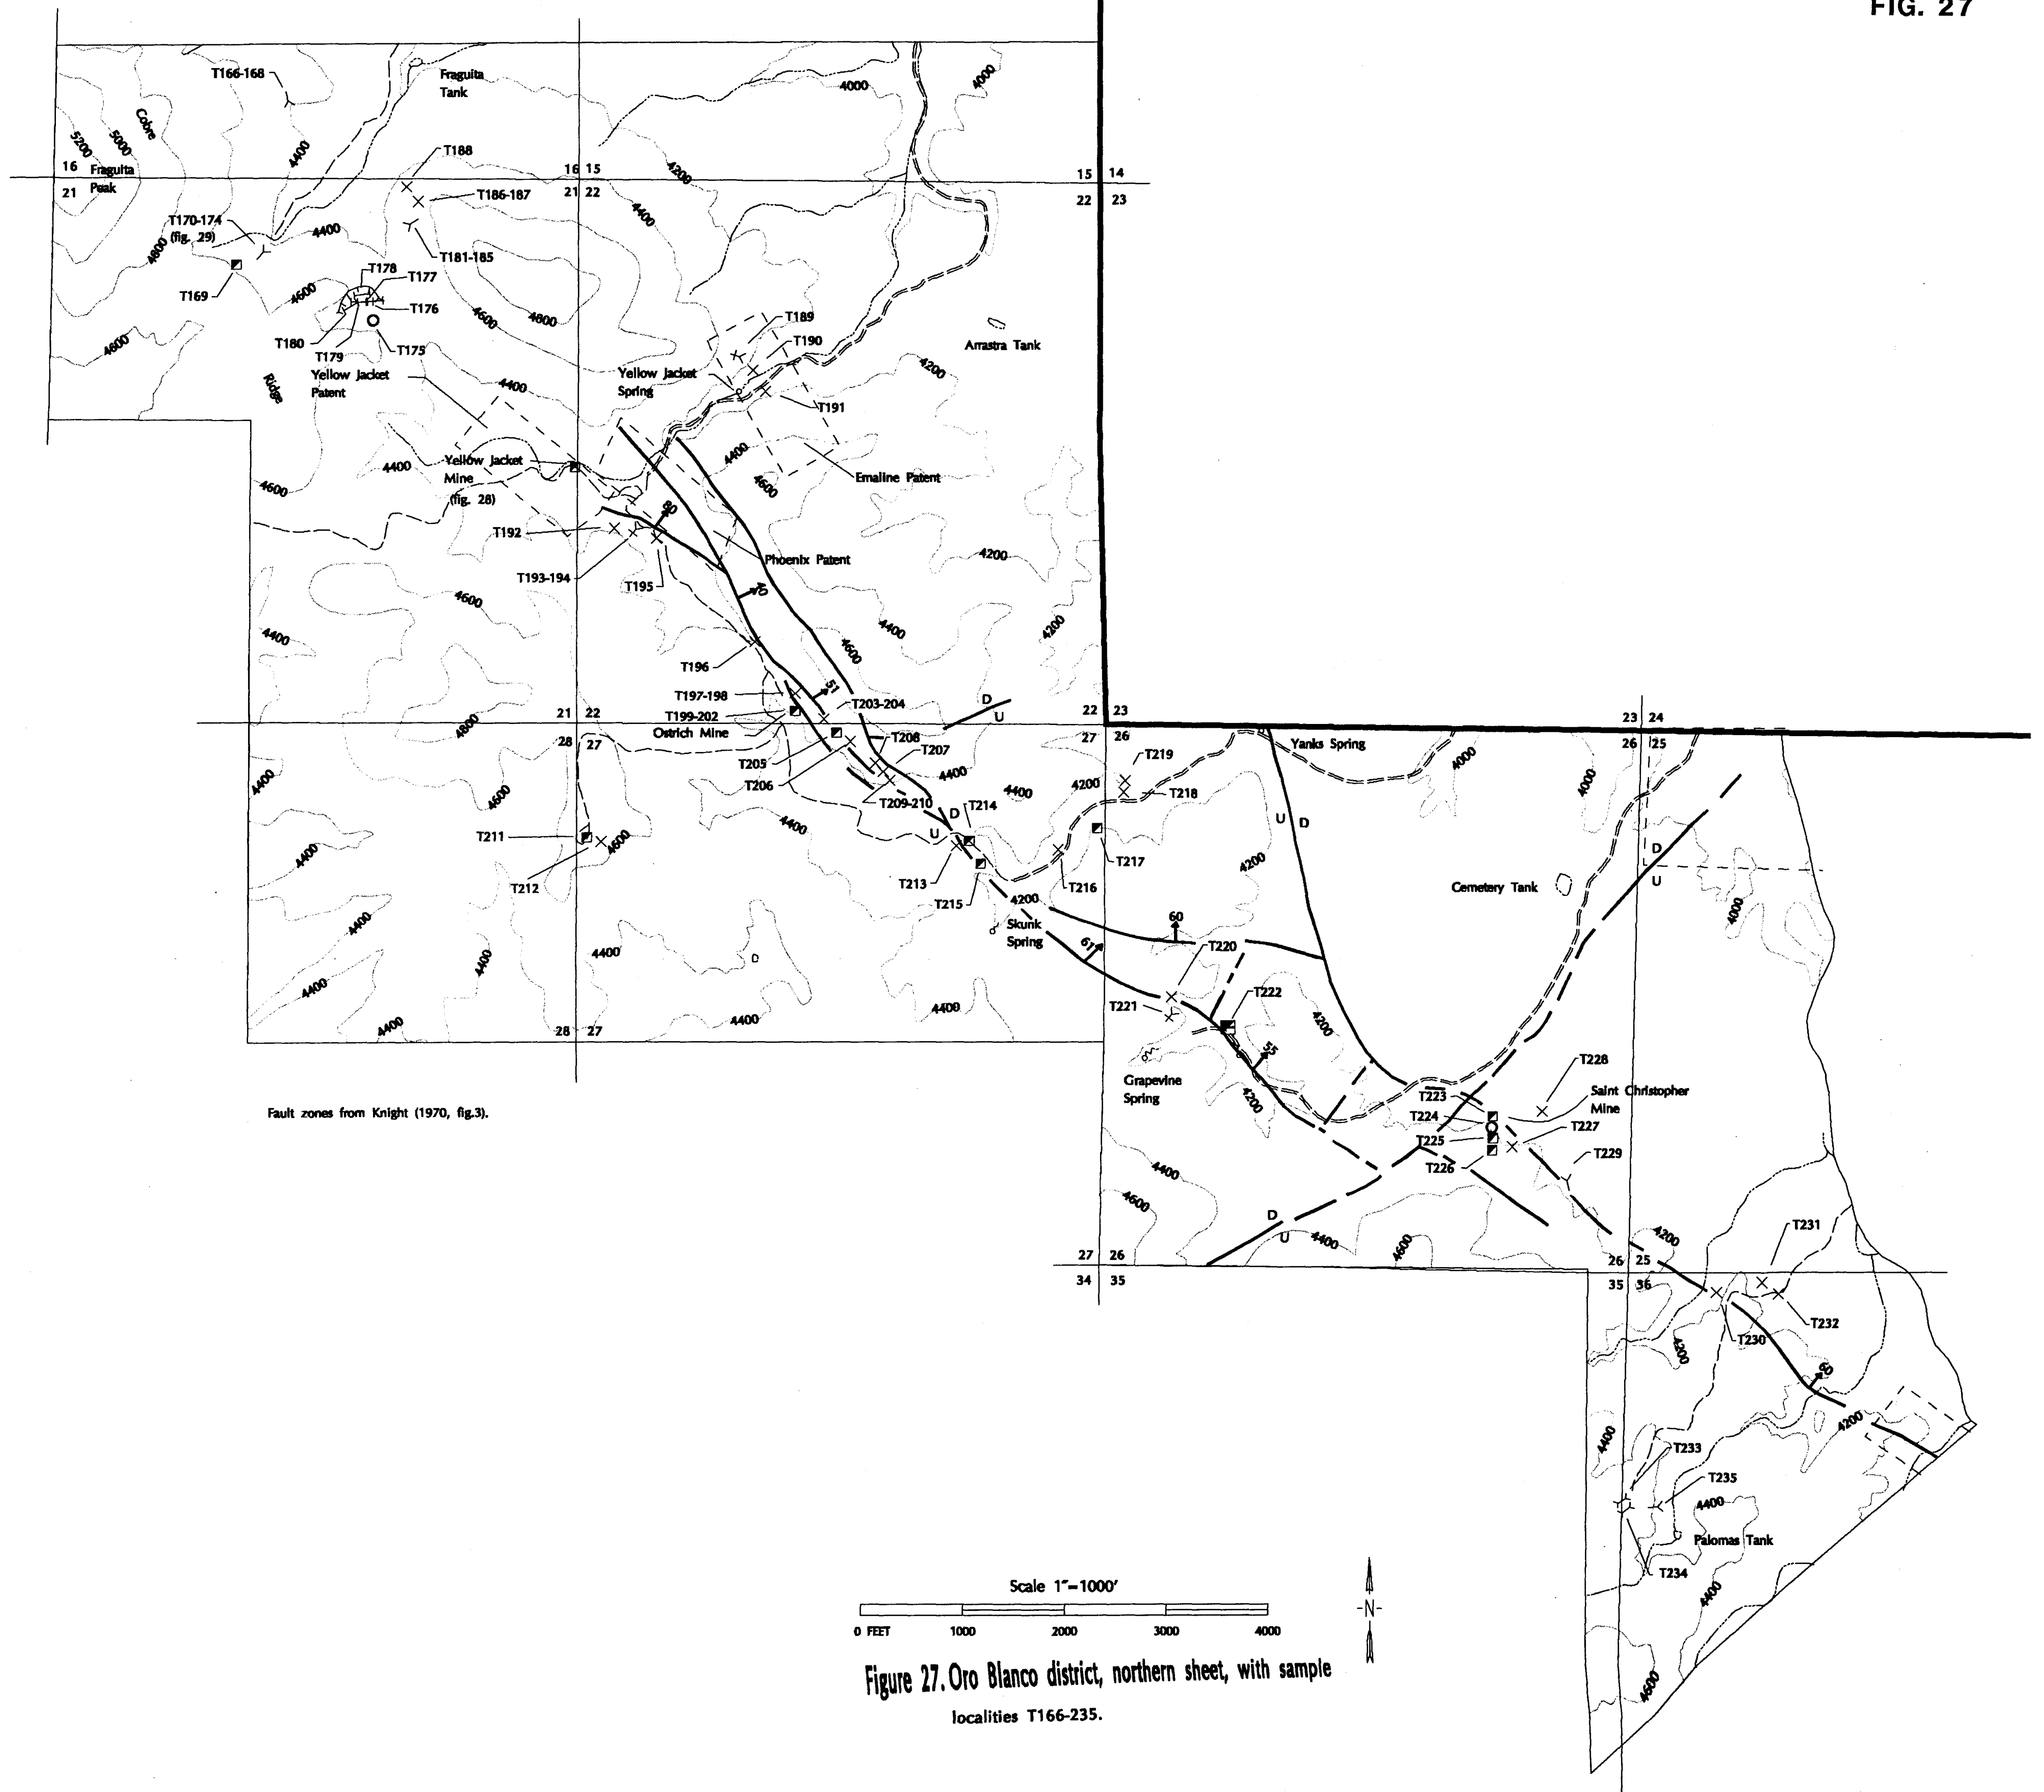 FIG. 27
T166-168
Fraguita
Tank
4000
4000
Cobre
5200
5000
4400
T188
16
Fraguita
Peak
21
16
15
21
22
4200
15
14
22
23
T186-187
4400
T170-174
(fig. 29)
4400
4800
T181-185
T169
T178
T177
4600
T176
4600
4800
T189
T190
4600
T180
T179
T175
Arrastra Tank
Yellow Jacket
Patent
Ridge
4400
Yellow Jacket
Spring
4200
T191
4400
4400
Yellow Jacket
Mine
(fig. 28)
4600
4600
Emaline Patent
80
T192
4200
Phoenix Patent
T193-194
T195
40
4600
4400
4400
4200
4600
T196
51
T197-198
T203-204
D
U
T199-202
Ostrich Mine
21
22
28
27
4800
22
23
27
26
23
24
26
25
T208
T207
Yanks Spring
T205
T206
4400
4400
4600
T219
4200
T218
4000
4000
T209-210
T214
4400
D
U
U
D
4400
T211
4600
T212
4400
T213
T215
T216
T217
4200
D
U
Cemetery Tank
4200
Skunk
Spring
60
61
T220
4000
4400
4400
4400
4400
4400
4400
4400
T221
T222
4200
28
27
55
Grapevine
Spring
4200
T228
Saint Christopher
Mine
T223
T224
T225
T226
T227
T229
Fault zones from Knight (1970, fig.3).
4400
4600
D
U
4400
4600
4200
T231
27
26
34
35
26
25
35
36
T232
T230
4200
60
4200
4400
T233
T235
4400
Palomas Tank
T234
4400
4600
Scale 1"=1000'
-N-
0 FEET
1000
2000
3000
4000
Figure 27. Oro Blanco district, northern sheet, with sample
localities T166-235.